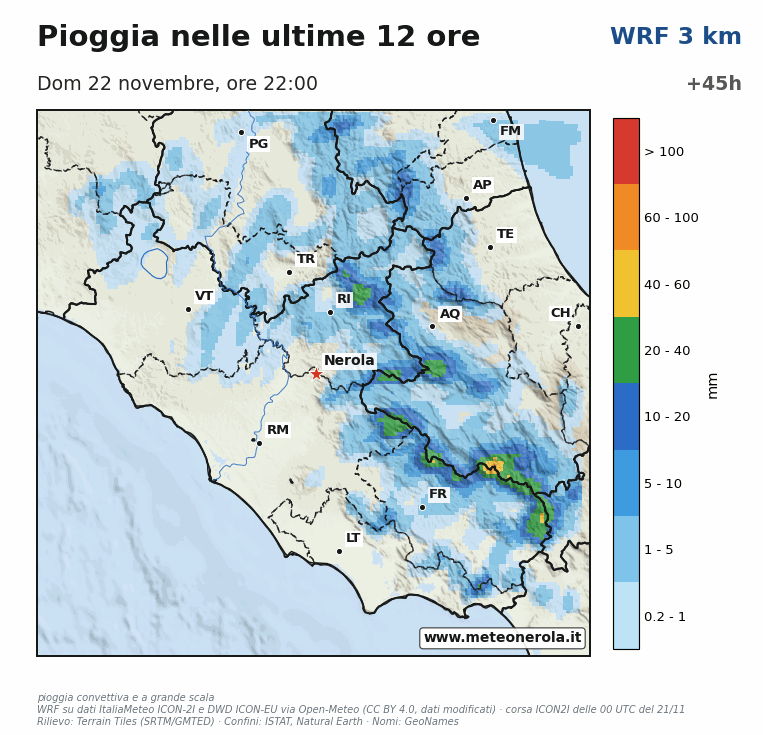 Pioggia nelle ultime 12 ore
WRF 3 km
Dom 22 novembre, ore 22:00
+45h
PG
FM
AP
TE
TR
VT
RI
AQ
CH
Nerola
RM
FR
LT
www.meteonerola.it
> 100
60 - 100
40 - 60
20 - 40
10 - 20
5 - 10
1 - 5
0.2 - 1
mm
pioggia convettiva e a grande scala
WRF su dati ItaliaMeteo ICON-2I e DWD ICON-EU via Open-Meteo (CC BY 4.0, dati modificati) · corsa ICON2I delle 00 UTC del 21/11
Rilievo: Terrain Tiles (SRTM/GMTED) · Confini: ISTAT, Natural Earth · Nomi: GeoNames